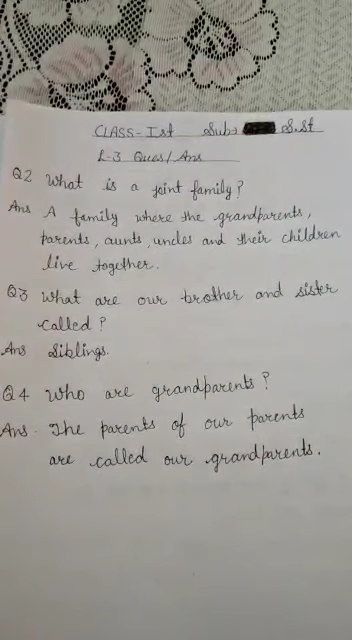 CLASS-Ist Sub:- S.St
L-3 Ques/Ans
Q2 What is a joint family?
Ans A family where the grandparents,
parents, aunts, uncles and their children
live together.
Q3 What are our brother and sister
called?
Ans Siblings.
Q4 Who are grandparents?
Ans. The parents of our parents
are called our grandparents.